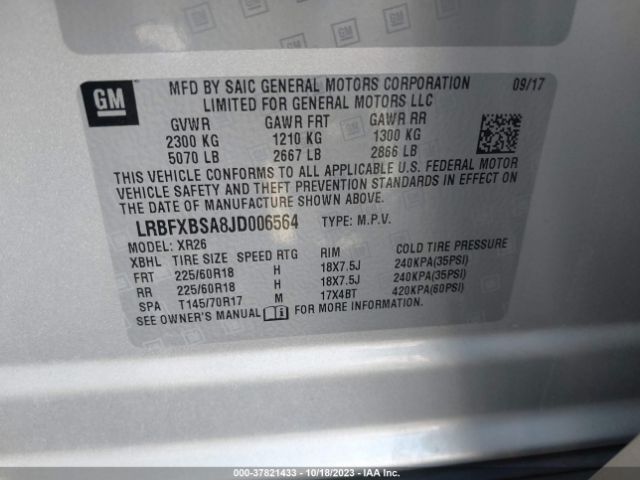 GM
MFD BY SAIC GENERAL MOTORS CORPORATION 09/17
LIMITED FOR GENERAL MOTORS LLC
GVWR GAWR FRT GAWR RR
2300 KG 1210 KG 1300 KG
5070 LB 2667 LB 2866 LB
THIS VEHICLE CONFORMS TO ALL APPLICABLE U.S. FEDERAL MOTOR
VEHICLE SAFETY AND THEFT PREVENTION STANDARDS IN EFFECT ON
THE DATE OF MANUFACTURE SHOWN ABOVE.
LRBFXBSA8JD006564 TYPE: M.P.V.
MODEL: XR26
XBHL TIRE SIZE SPEED RTG RIM COLD TIRE PRESSURE
FRT 225/60R18 H 18X7.5J 240KPA(35PSI)
RR 225/60R18 H 18X7.5J 240KPA(35PSI)
SPA T145/70R17 M 17X4BT 420KPA(60PSI)
SEE OWNER'S MANUAL FOR MORE INFORMATION.
000-37821433 - 10/18/2023 - IAA Inc.